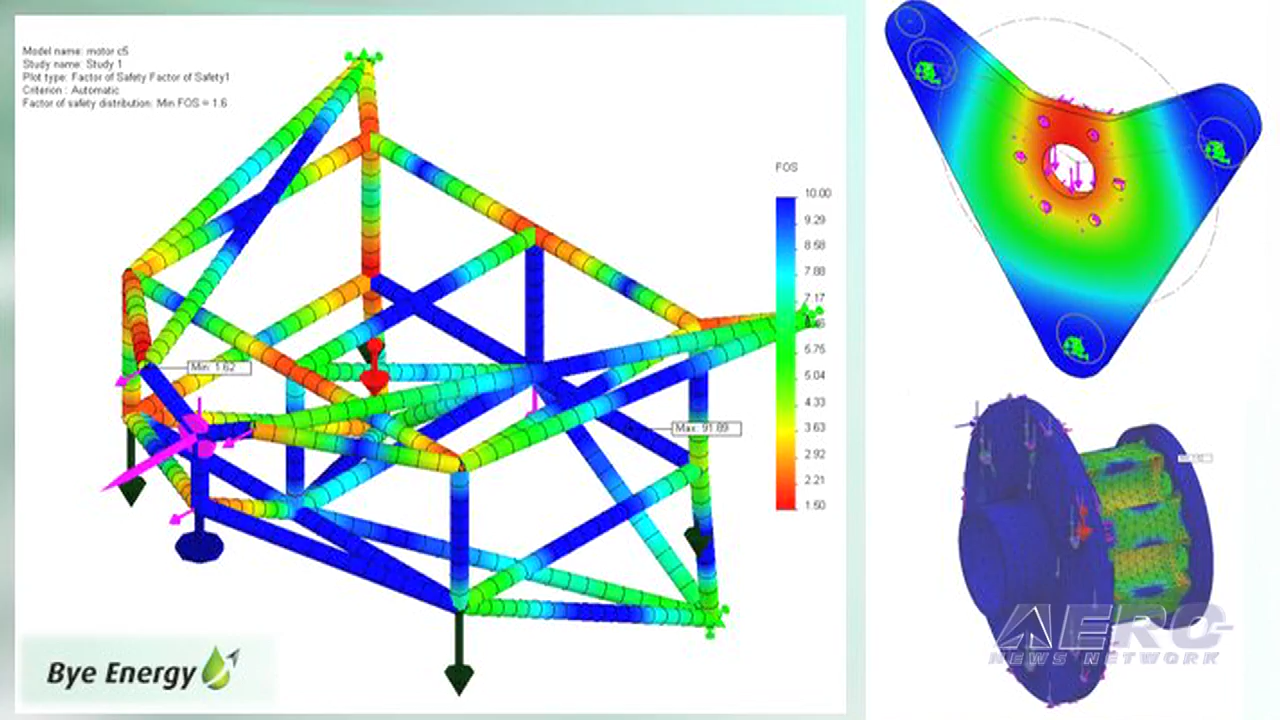 Model name: motor c5
Study name: Study 1
Plot type: Factor of Safety Factor of Safety1
Criterion : Automatic
Factor of safety distribution: Min FOS = 1.6
FOS
10.00
9.29
8.58
7.88
7.17
5.75
5.04
4.33
3.63
2.92
2.21
1.50
Min: 1.62
Max: 91.89
Bye Energy
AERO
NEWS NETWORK